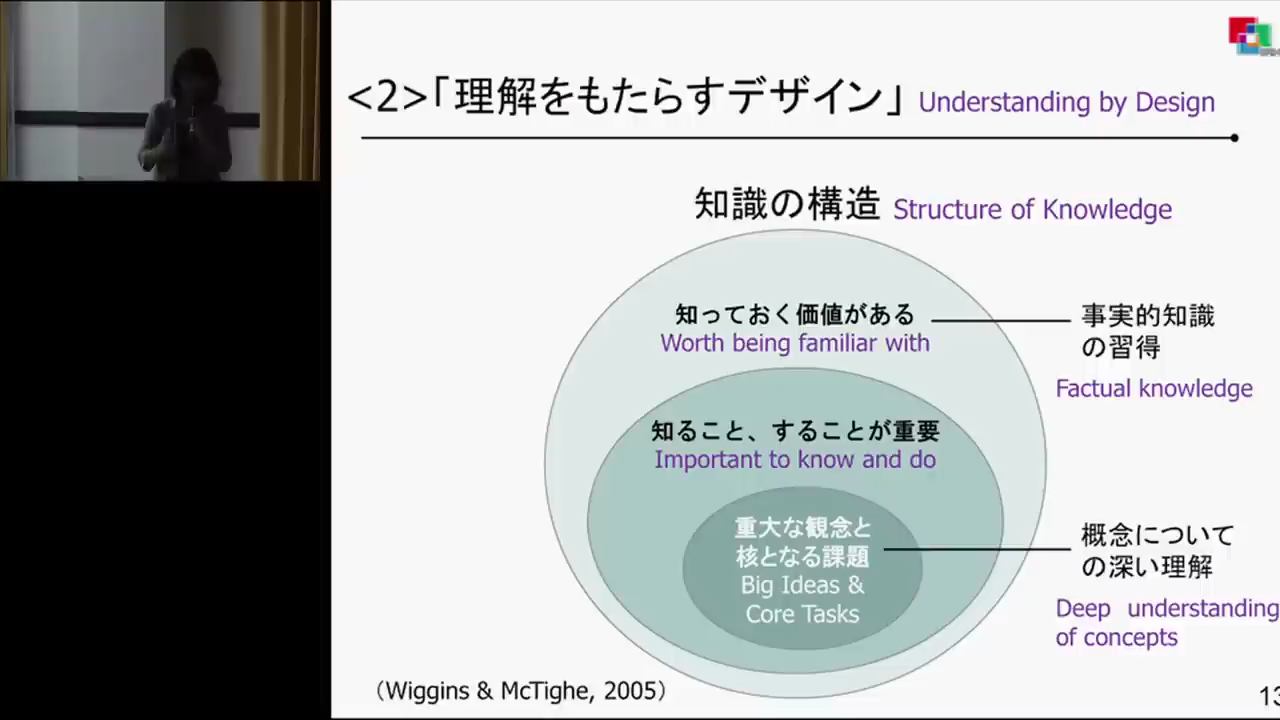 <2>「理解をもたらすデザイン」 Understanding by Design
知識の構造 Structure of Knowledge
知っておく価値がある
Worth being familiar with
事実的知識
の習得
Factual knowledge
知ること、することが重要
Important to know and do
重大な観念と
核となる課題
Big Ideas &
Core Tasks
概念について
の深い理解
Deep understanding
of concepts
（Wiggins & McTighe, 2005）
13